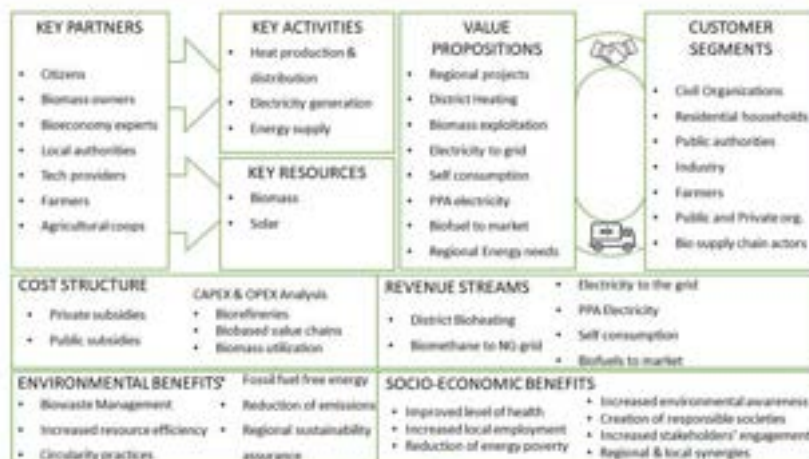 KEY PARTNERS
• Citizens
• Biomass owners
• Bioeconomy experts
• Local authorities
• Tech providers
• Farmers
• Agricultural coops
KEY ACTIVITIES
• Heat production &
distribution
• Electricity generation
• Energy supply
KEY RESOURCES
• Biomass
• Solar
VALUE
PROPOSITIONS
• Regional projects
• District Heating
• Biomass exploitation
• Electricity to grid
• Self consumption
• PPA electricity
• Biofuel to market
• Regional Energy needs
CUSTOMER
SEGMENTS
• Civil Organizations
• Residential households
• Public authorities
• Industry
• Farmers
• Public and Private org.
• Bio supply chain actors
COST STRUCTURE
• Private subsidies
• Public subsidies
CAPEX & OPEX Analysis
• Biorefineries
• Biobased value chains
• Biomass utilization
REVENUE STREAMS
• District Bioheating
• Biomethane to NG grid
• Electricity to the grid
• PPA Electricity
• Self consumption
• Biofuels to market
ENVIRONMENTAL BENEFITS
• Biowaste Management
• Increased resource efficiency
• Circularity practices
• Fossil fuel free energy
• Reduction of emissions
• Regional sustainability
assurance
SOCIO-ECONOMIC BENEFITS
• Improved level of health
• Increased local employment
• Reduction of energy poverty
• Increased environmental awareness
• Creation of responsible societies
• Increased stakeholders' engagement
• Regional & local synergies